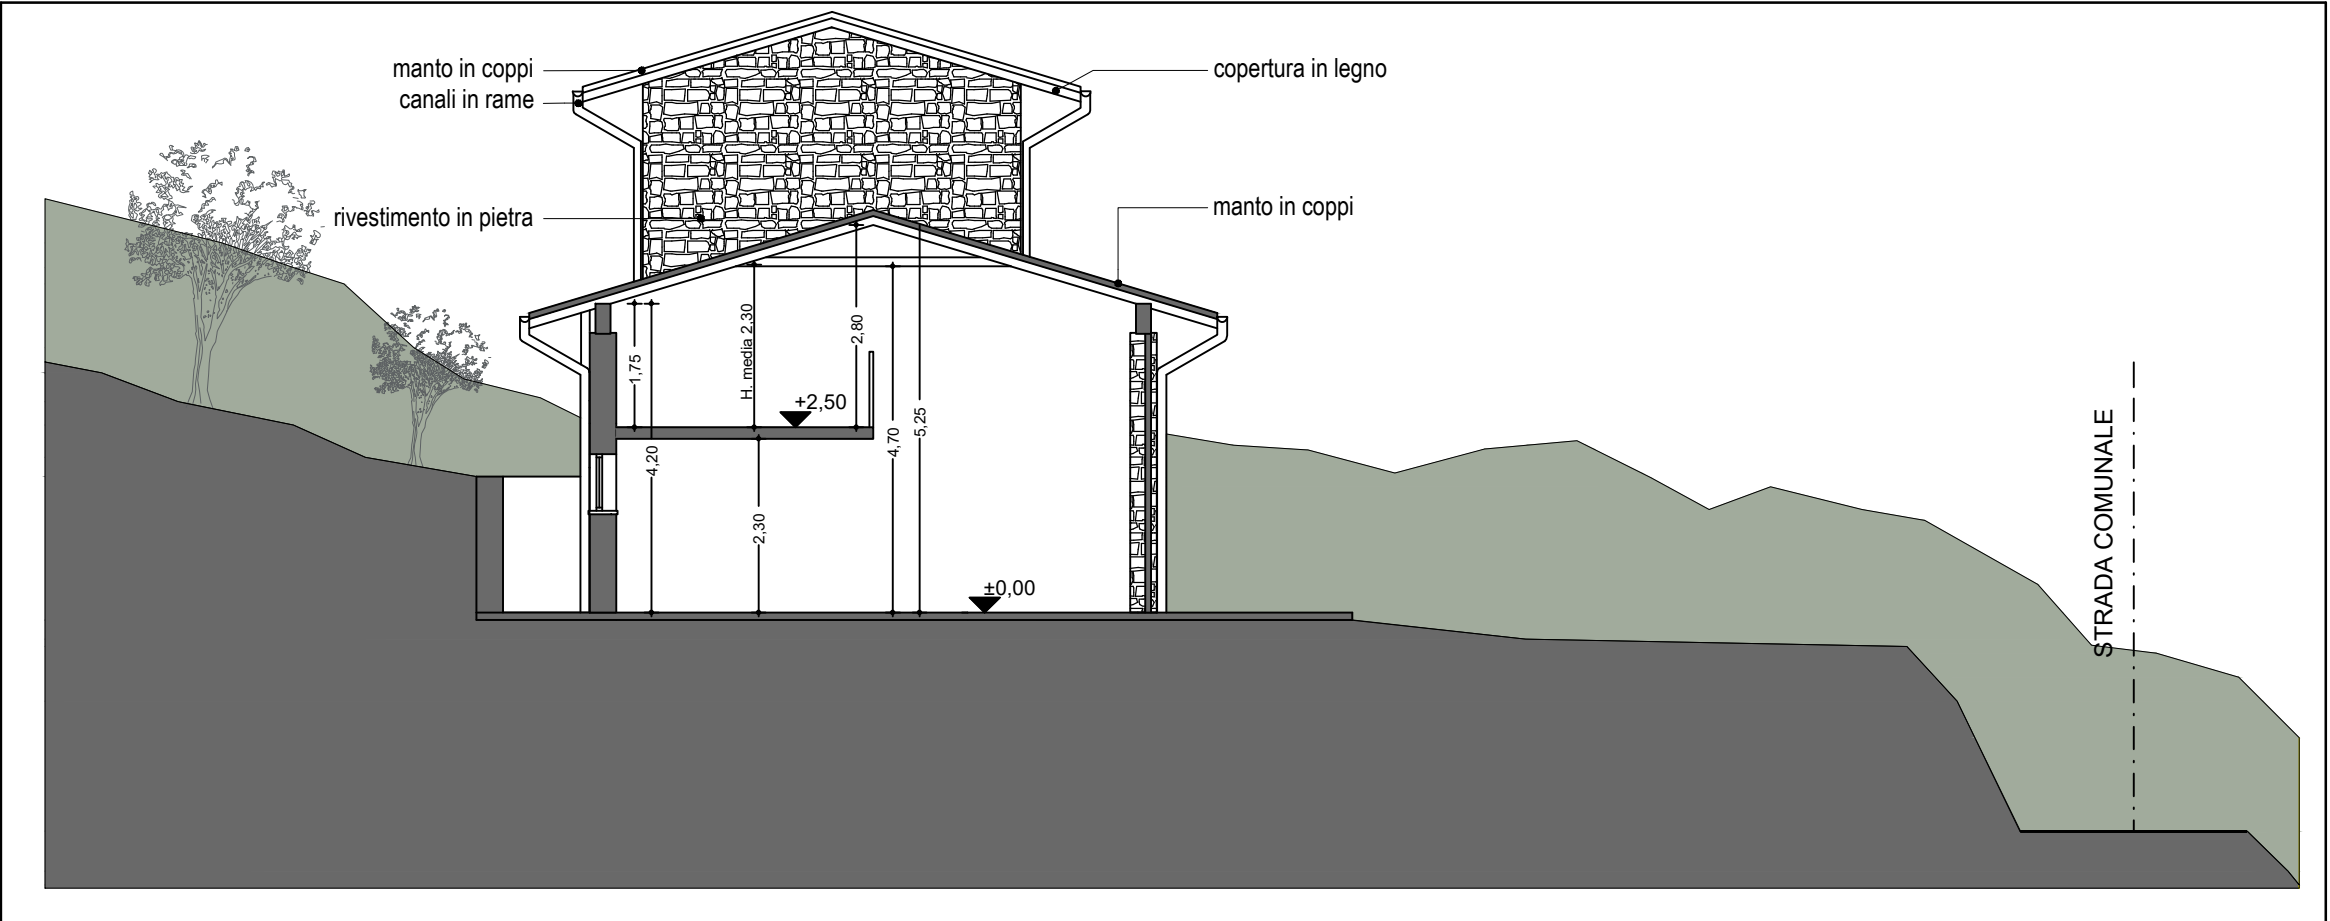 manto in coppi
canali in rame
copertura in legno
rivestimento in pietra
manto in coppi
1,75
H. media 2,30
2,80
+2,50
4,20
4,70
5,25
2,30
±0,00
STRADA COMUNALE